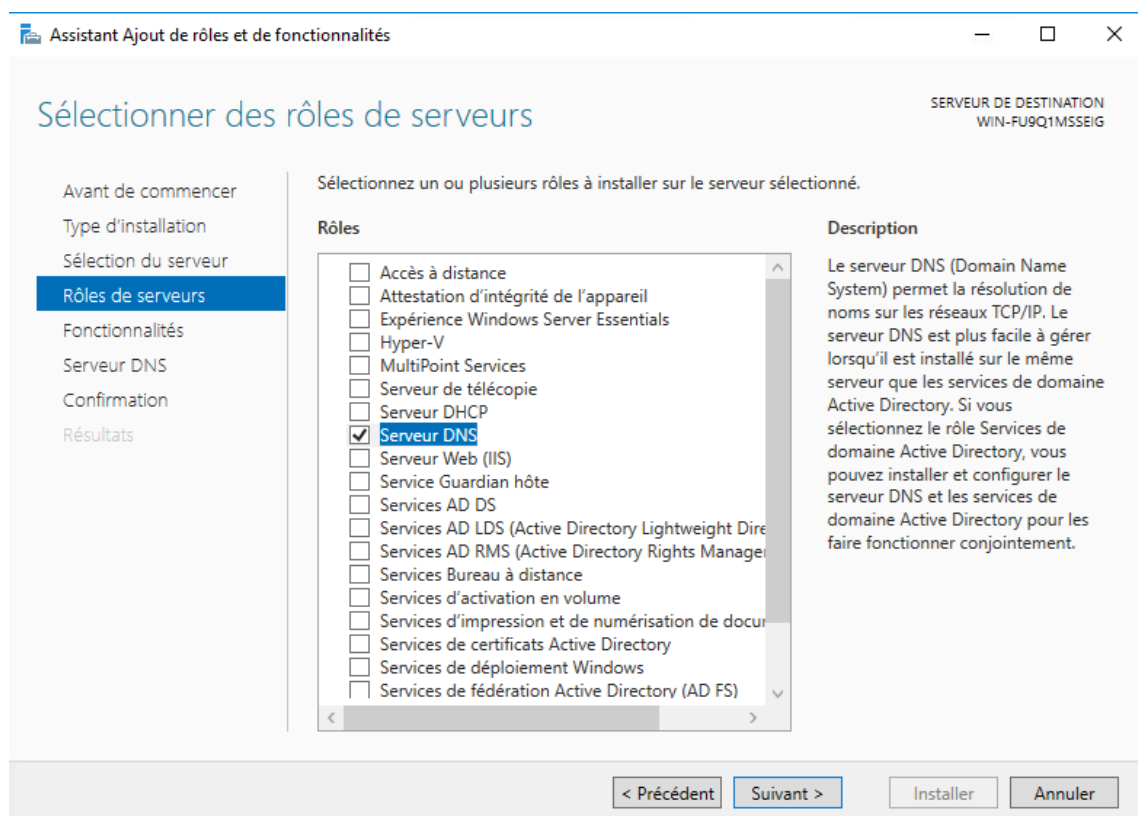 Assistant Ajout de rôles et de fonctionnalités
Sélectionner des rôles de serveurs
SERVEUR DE DESTINATION
WIN-FU9Q1MSSEIG
Avant de commencer
Type d'installation
Sélection du serveur
Rôles de serveurs
Fonctionnalités
Serveur DNS
Confirmation
Résultats
Sélectionnez un ou plusieurs rôles à installer sur le serveur sélectionné.
Rôles
Accès à distance
Attestation d'intégrité de l'appareil
Expérience Windows Server Essentials
Hyper-V
MultiPoint Services
Serveur de télécopie
Serveur DHCP
Serveur DNS
Serveur Web (IIS)
Service Guardian hôte
Services AD DS
Services AD LDS (Active Directory Lightweight Dire
Services AD RMS (Active Directory Rights Manager
Services Bureau à distance
Services d'activation en volume
Services d'impression et de numérisation de docur
Services de certificats Active Directory
Services de déploiement Windows
Services de fédération Active Directory (AD FS)
Description
Le serveur DNS (Domain Name
System) permet la résolution de
noms sur les réseaux TCP/IP. Le
serveur DNS est plus facile à gérer
lorsqu'il est installé sur le même
serveur que les services de domaine
Active Directory. Si vous
sélectionnez le rôle Services de
domaine Active Directory, vous
pouvez installer et configurer le
serveur DNS et les services de
domaine Active Directory pour les
faire fonctionner conjointement.
< Précédent
Suivant >
Installer
Annuler